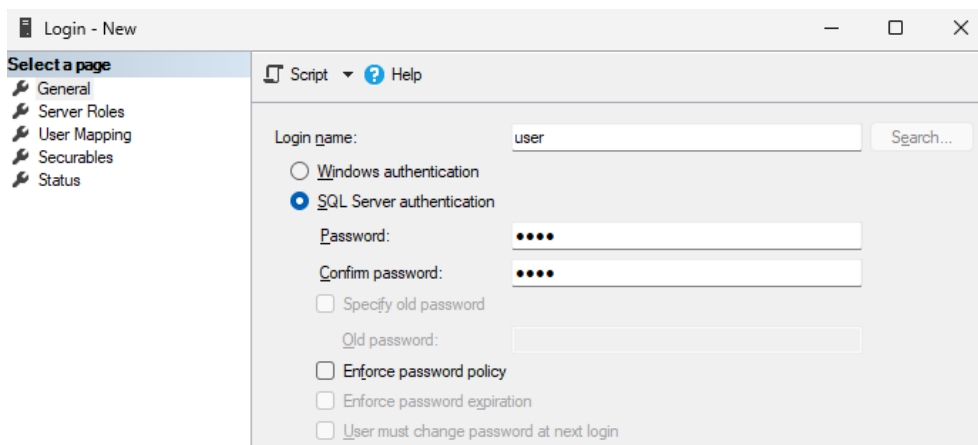 Login - New
Select a page
General
Server Roles
User Mapping
Securables
Status
Script Help
Login name: user Search...
Windows authentication
SQL Server authentication
Password: ••••
Confirm password: ••••
Specify old password
Old password:
Enforce password policy
Enforce password expiration
User must change password at next login